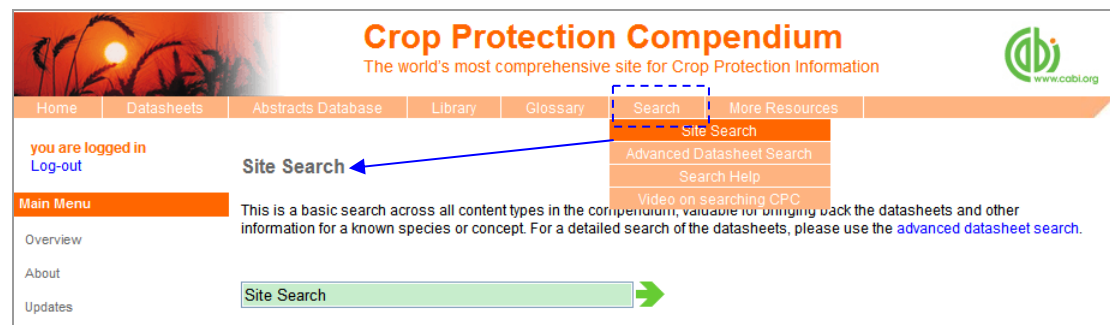 Crop Protection Compendium
The world's most comprehensive site for Crop Protection Information
cabi
www.cabi.org
Home Datasheets Abstracts Database Library Glossary Search More Resources
Site Search
Advanced Datasheet Search
Search Help
Video on searching CPC
you are logged in
Log-out
Main Menu
Overview
About
Updates
Site Search
This is a basic search across all content types in the compendium, valuable for bringing back the datasheets and other
information for a known species or concept. For a detailed search of the datasheets, please use the advanced datasheet search.
Site Search